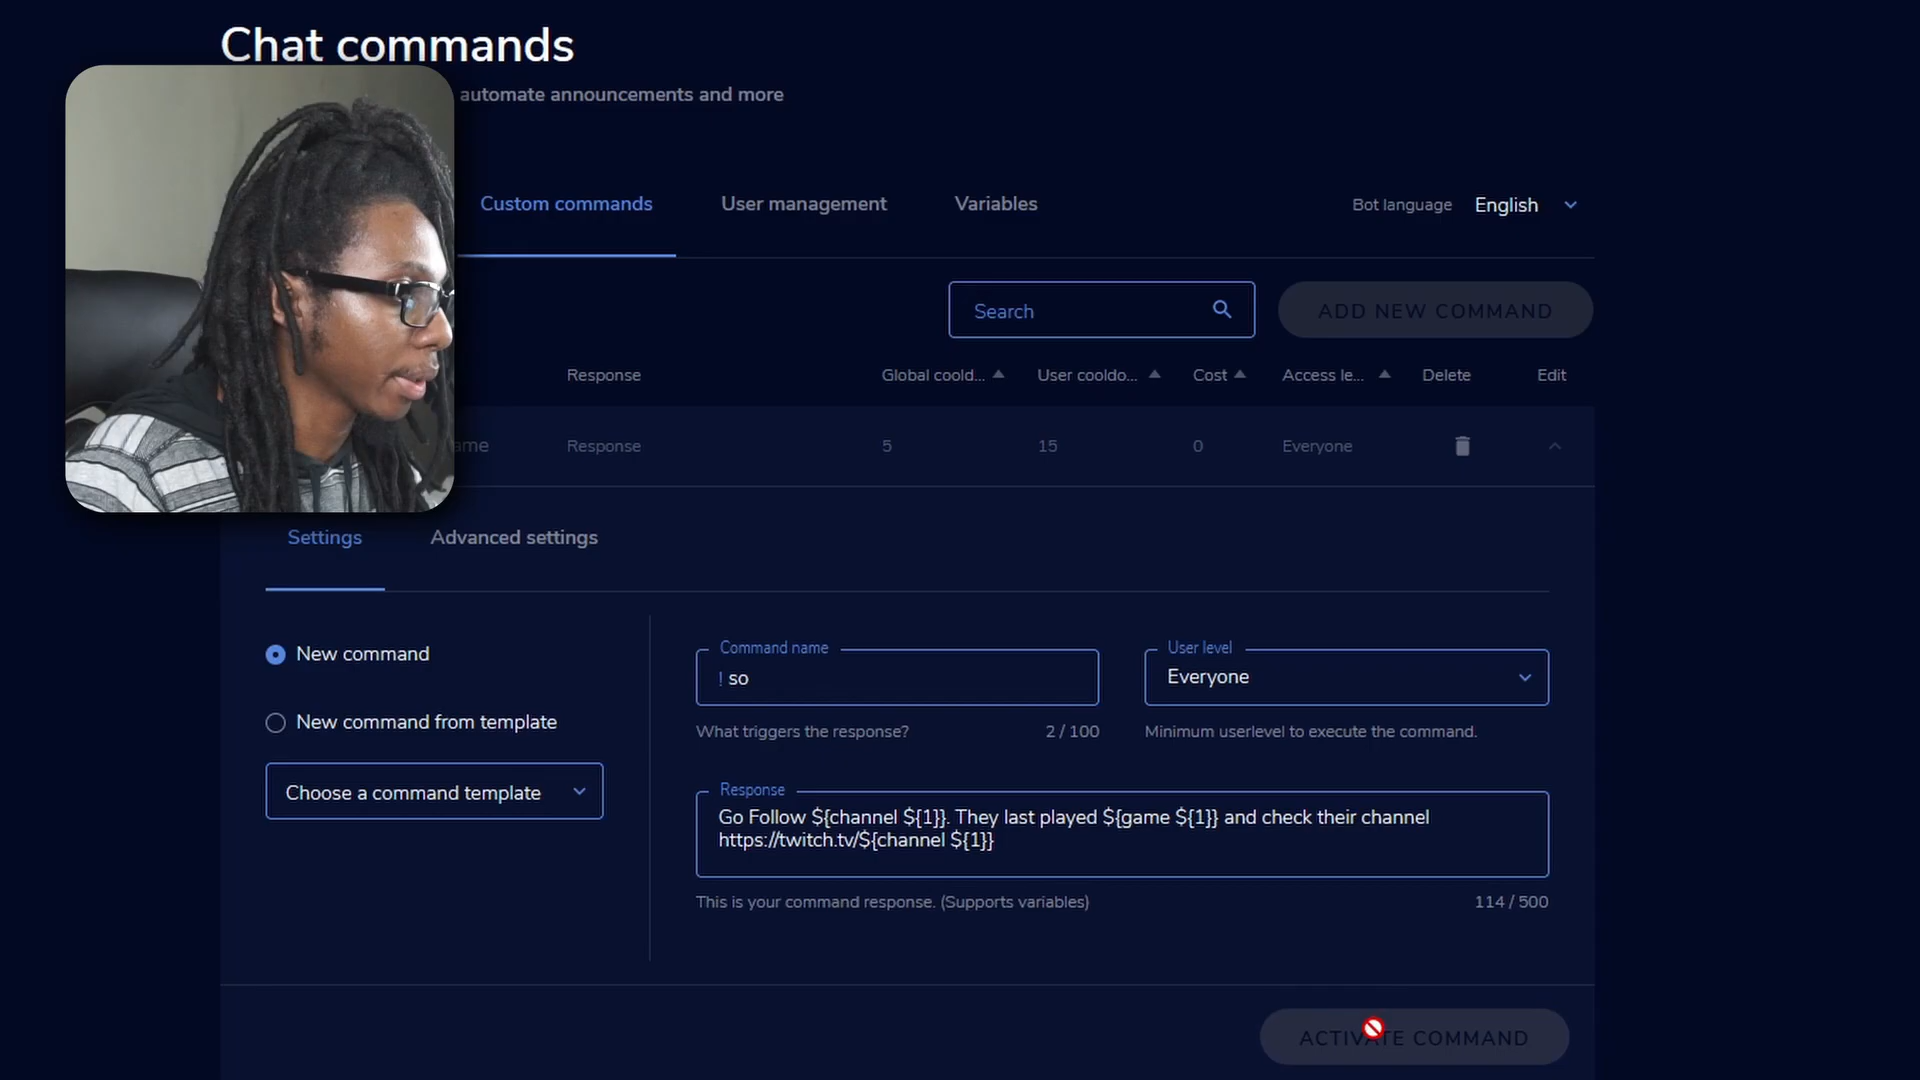 Chat commands
automate announcements and more
Custom commands
User management
Variables
Bot language
English
Search
ADD NEW COMMAND
Response
Global coold...
User cooldo...
Cost
Access le...
Delete
Edit
ame
Response
5
15
0
Everyone
Settings
Advanced settings
New command
New command from template
Choose a command template
Command name
! so
What triggers the response?
2 / 100
User level
Everyone
Minimum userlevel to execute the command.
Response
Go Follow ${channel ${1}}. They last played ${game ${1}} and check their channel
https://twitch.tv/${channel ${1}}
This is your command response. (Supports variables)
114 / 500
ACTIVATE COMMAND